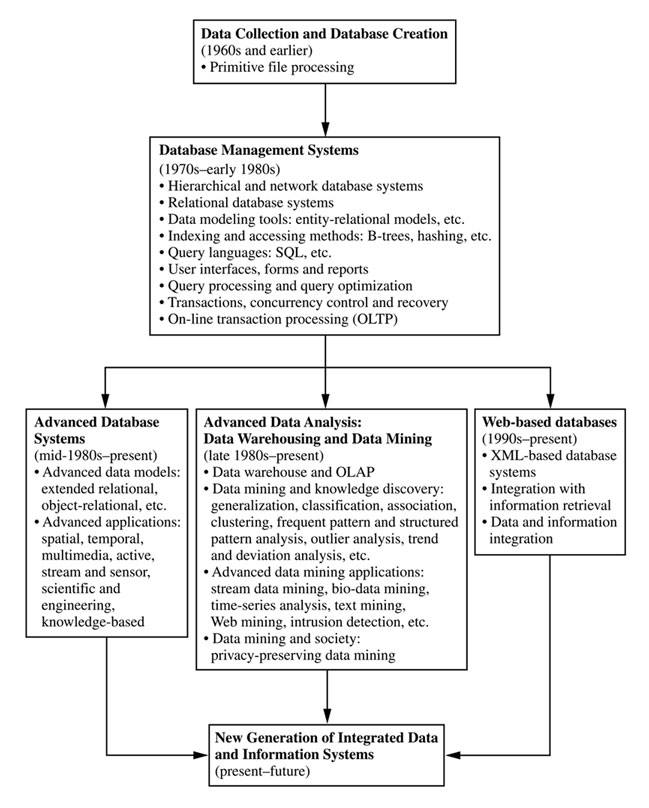 Data Collection and Database Creation
(1960s and earlier)
• Primitive file processing
Database Management Systems
(1970s–early 1980s)
• Hierarchical and network database systems
• Relational database systems
• Data modeling tools: entity-relational models, etc.
• Indexing and accessing methods: B-trees, hashing, etc.
• Query languages: SQL, etc.
• User interfaces, forms and reports
• Query processing and query optimization
• Transactions, concurrency control and recovery
• On-line transaction processing (OLTP)
Advanced Database
Systems
(mid-1980s–present)
• Advanced data models:
extended relational,
object-relational, etc.
• Advanced applications:
spatial, temporal,
multimedia, active,
stream and sensor,
scientific and
engineering,
knowledge-based
Advanced Data Analysis:
Data Warehousing and Data Mining
(late 1980s–present)
• Data warehouse and OLAP
• Data mining and knowledge discovery:
generalization, classification, association,
clustering, frequent pattern and structured
pattern analysis, outlier analysis, trend
and deviation analysis, etc.
• Advanced data mining applications:
stream data mining, bio-data mining,
time-series analysis, text mining,
Web mining, intrusion detection, etc.
• Data mining and society:
privacy-preserving data mining
Web-based databases
(1990s–present)
• XML-based database
systems
• Integration with
information retrieval
• Data and information
integration
New Generation of Integrated Data
and Information Systems
(present–future)